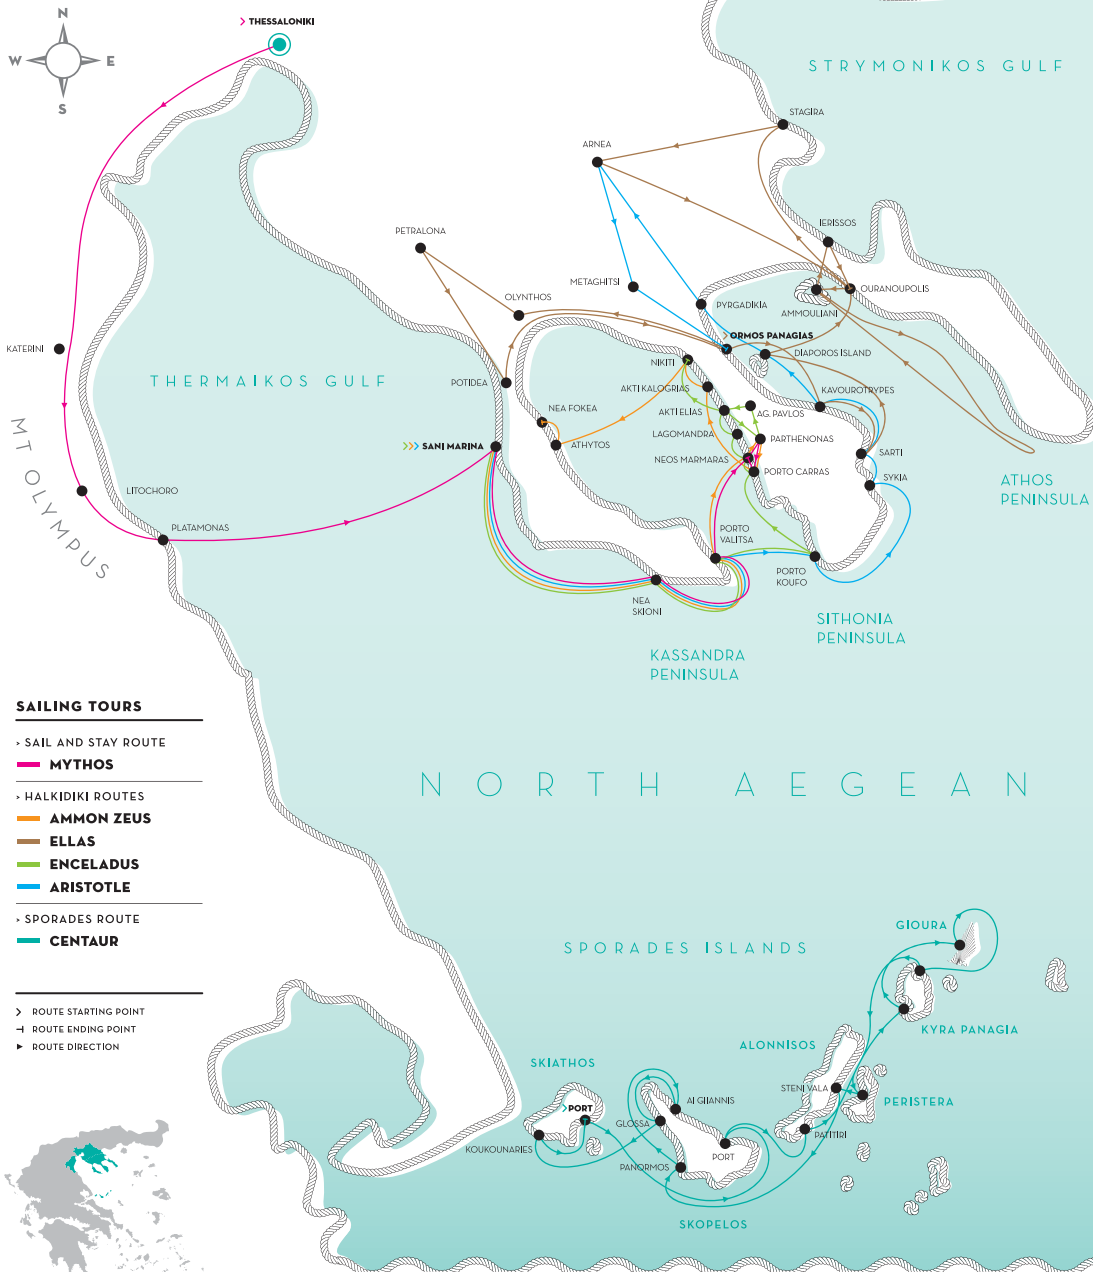 N
W
E
S
> THESSALONIKI
STRYMONIKOS GULF
STAGIRA
ARNEA
IERISSOS
PETRALONA
METAGHITSI
OURANOUPOLIS
OLYNTHOS
PYRGADIKIA
AMMOULIANI
> ORMOS PANAGIAS
KATERINI
NIKITI
DIAPOROS ISLAND
THERMAIKOS GULF
POTIDEA
AKTI KALOGRIAS
KAVOUROTRYPES
NEA FOKEA
AKTI ELIAS
AG. PAVLOS
>>> SANI MARINA
ATHYTOS
LAGOMANDRA
PARTHENONAS
NEOS MARMARAS
SARTI
PORTO CARRAS
SYKIA
ATHOS
PENINSULA
MT OLYMPUS
LITOCHORO
PLATAMONAS
PORTO
VALITSA
PORTO
KOUFO
NEA
SKIONI
SITHONIA
PENINSULA
KASSANDRA
PENINSULA
SAILING TOURS
> SAIL AND STAY ROUTE
MYTHOS
> HALKIDIKI ROUTES
AMMON ZEUS
ELLAS
ENCELADUS
ARISTOTLE
> SPORADES ROUTE
CENTAUR
> ROUTE STARTING POINT
⊣ ROUTE ENDING POINT
► ROUTE DIRECTION
NORTH AEGEAN
SPORADES ISLANDS
GIOURA
KYRA PANAGIA
ALONNISOS
SKIATHOS
STENI VALA
PERISTERA
AI GIIANNIS
>PORT
GLOSSA
PATITIRI
KOUKOUNARIES
PORT
PANORMOS
SKOPELOS